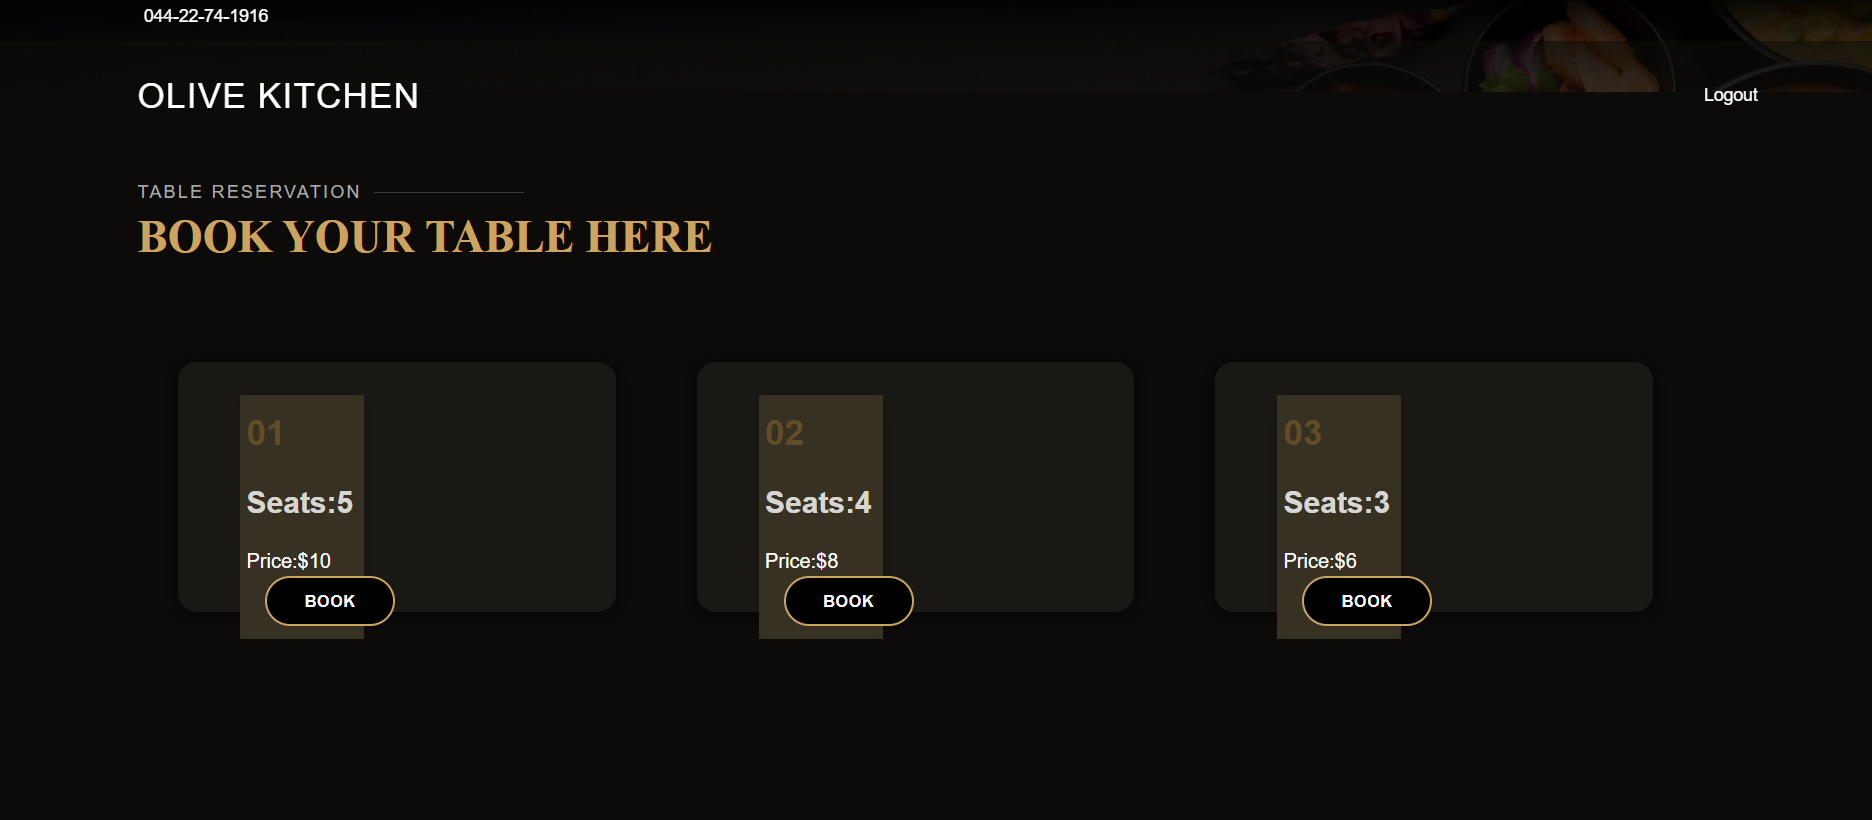 044-22-74-1916
OLIVE KITCHEN
Logout
TABLE RESERVATION
BOOK YOUR TABLE HERE
01
Seats:5
Price:$10
BOOK
02
Seats:4
Price:$8
BOOK
03
Seats:3
Price:$6
BOOK